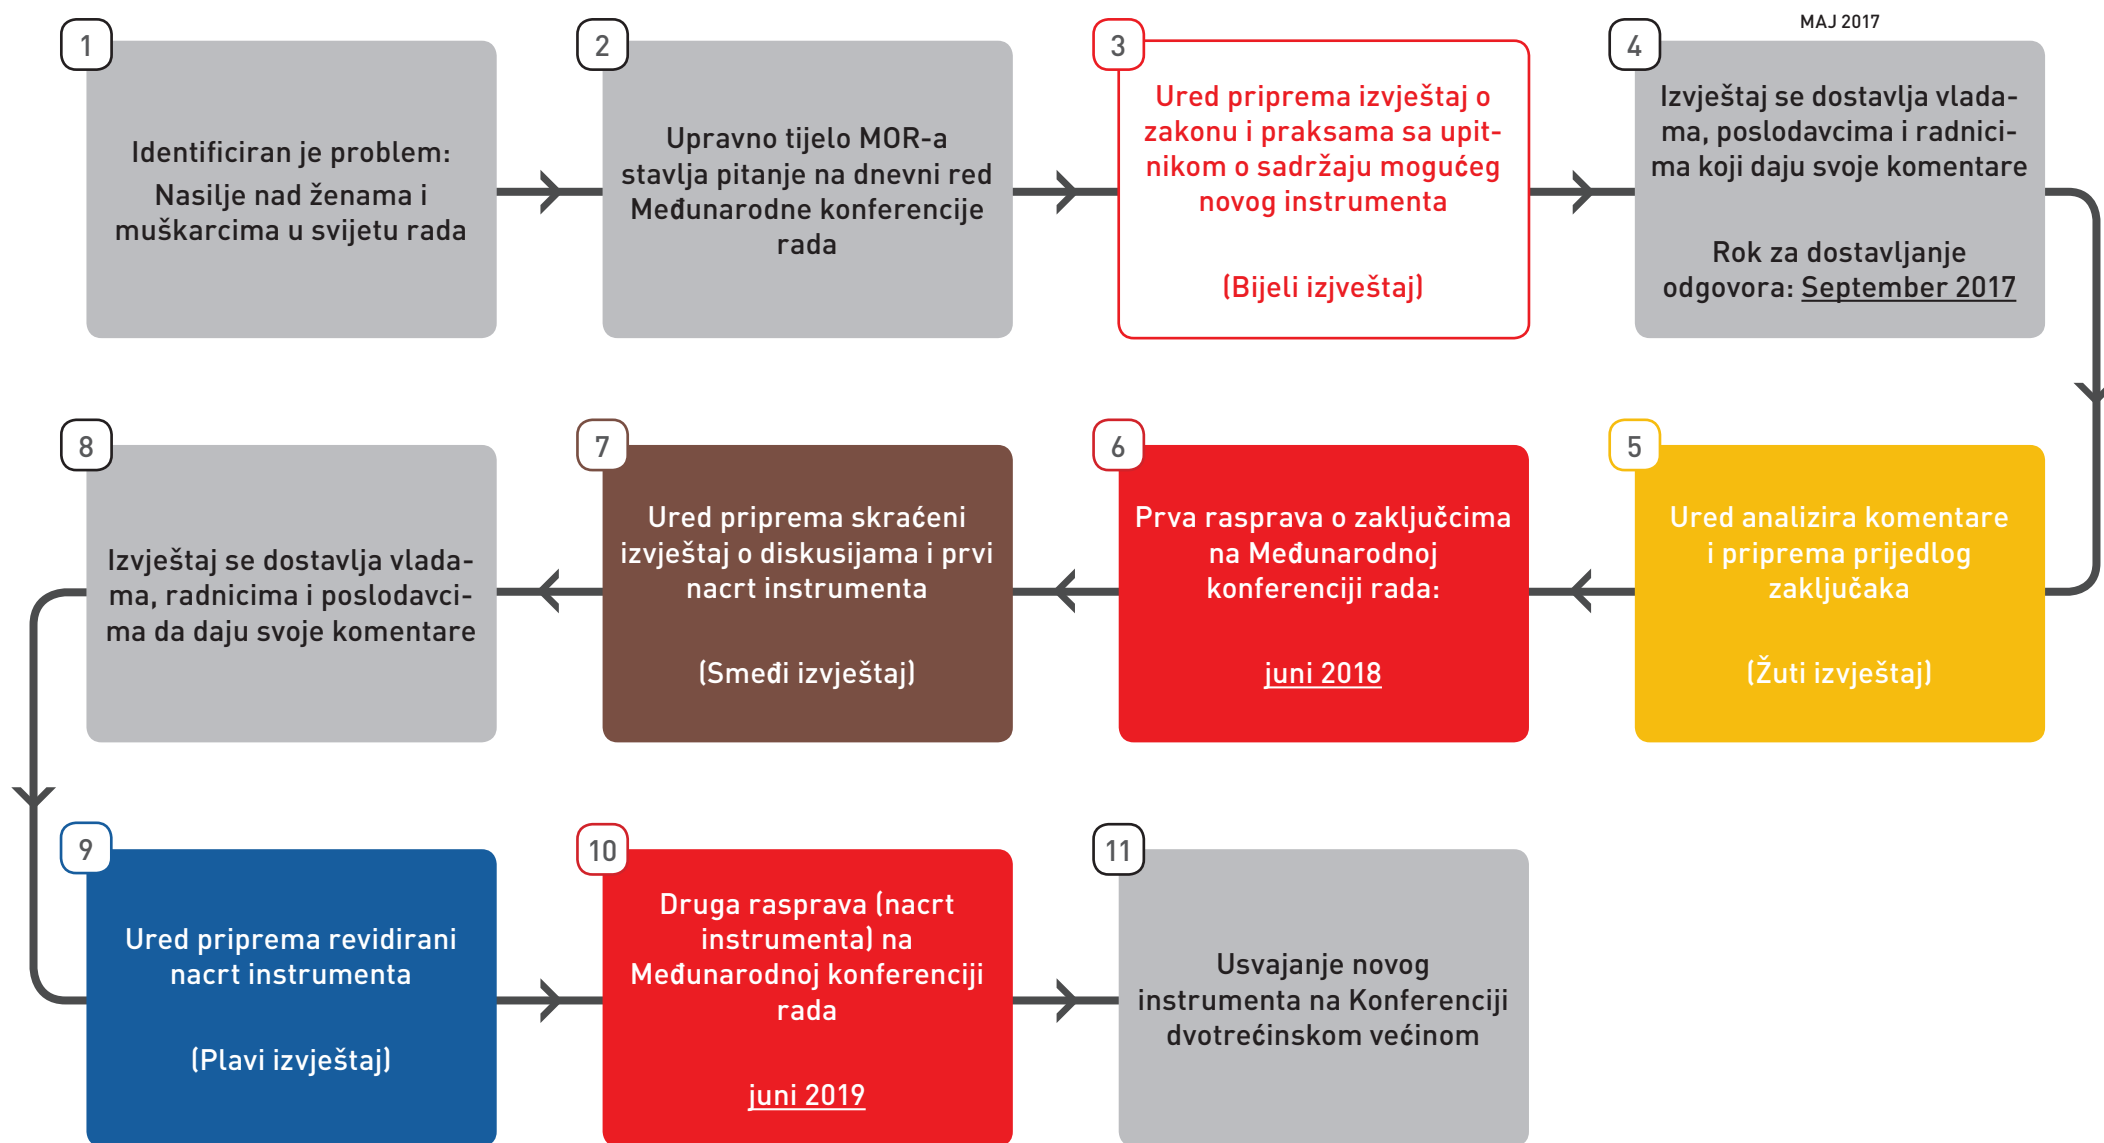 1
Identificiran je problem:
Nasilje nad ženama i
muškarcima u svijetu rada
2
Upravno tijelo MOR-a
stavlja pitanje na dnevni red
Međunarodne konferencije
rada
3
Ured priprema izvještaj o
zakonu i praksama sa upit-
nikom o sadržaju mogućeg
novog instrumenta
(Bijeli izjveštaj)
MAJ 2017
4
Izvještaj se dostavlja vlada-
ma, poslodavcima i radnici-
ma koji daju svoje komentare
Rok za dostavljanje
odgovora: September 2017
5
Ured analizira komentare
i priprema prijedlog
zaključaka
(Žuti izvještaj)
6
Prva rasprava o zaključcima
na Međunarodnoj
konferenciji rada:
juni 2018
7
Ured priprema skraćeni
izvještaj o diskusijama i prvi
nacrt instrumenta
(Smeđi izvještaj)
8
Izvještaj se dostavlja vlada-
ma, radnicima i poslodavci-
ma da daju svoje komentare
9
Ured priprema revidirani
nacrt instrumenta
(Plavi izvještaj)
10
Druga rasprava (nacrt
instrumenta) na
Međunarodnoj konferenciji
rada
juni 2019
11
Usvajanje novog
instrumenta na Konferenciji
dvotrećinskom većinom